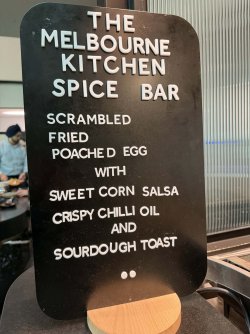 THE
MELBOURNE
KITCHEN
SPICE BAR
SCRAMBLED
FRIED
POACHED EGG
WITH
SWEET CORN SALSA
CRISPY CHILLI OIL
AND
SOURDOUGH TOAST